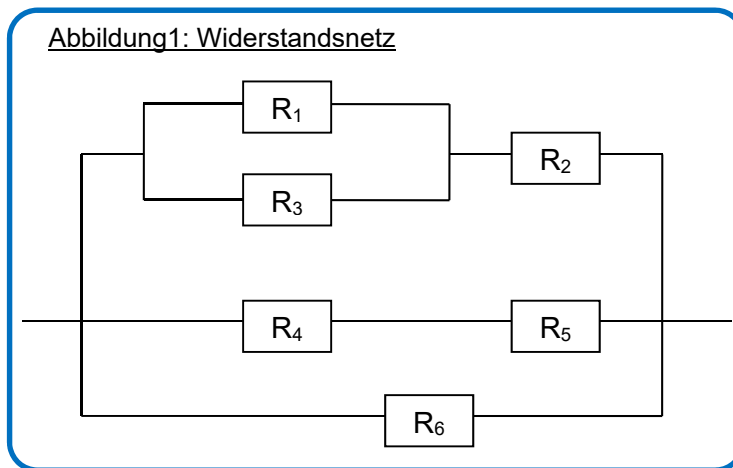 Abbildung1: Widerstandsnetz
R₁
R₂
R₃
R₄
R₅
R₆